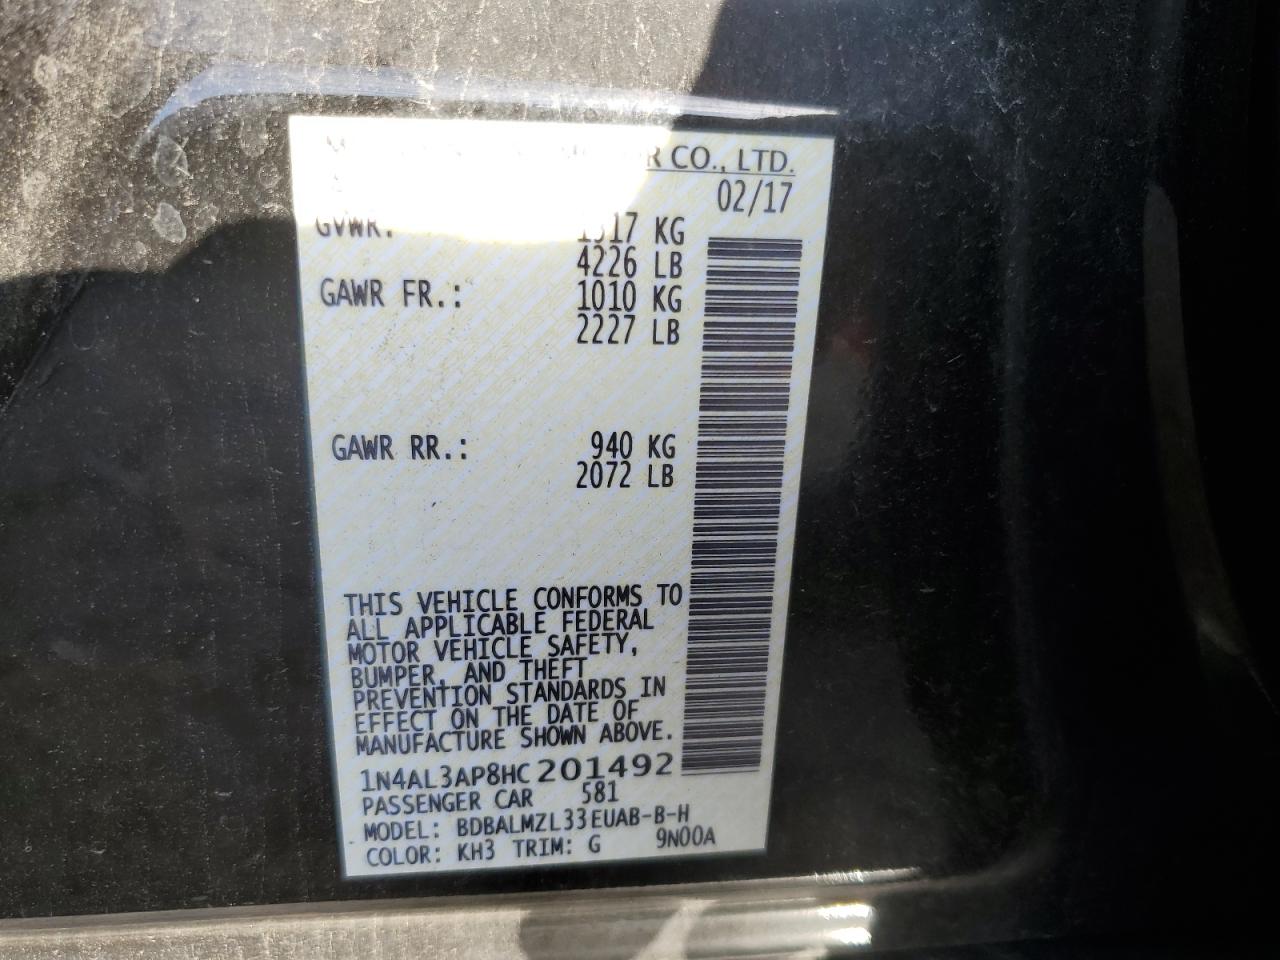 CO., LTD.
02/17
GVWR: 1917 KG
4226 LB
GAWR FR.: 1010 KG
2227 LB
GAWR RR.: 940 KG
2072 LB
THIS VEHICLE CONFORMS TO
ALL APPLICABLE FEDERAL
MOTOR VEHICLE SAFETY,
BUMPER, AND THEFT
PREVENTION STANDARDS IN
EFFECT ON THE DATE OF
MANUFACTURE SHOWN ABOVE.
1N4AL3AP8HC201492
PASSENGER CAR 581
MODEL: BDBALMZL33EUAB-B-H
COLOR: KH3 TRIM: G 9N00A